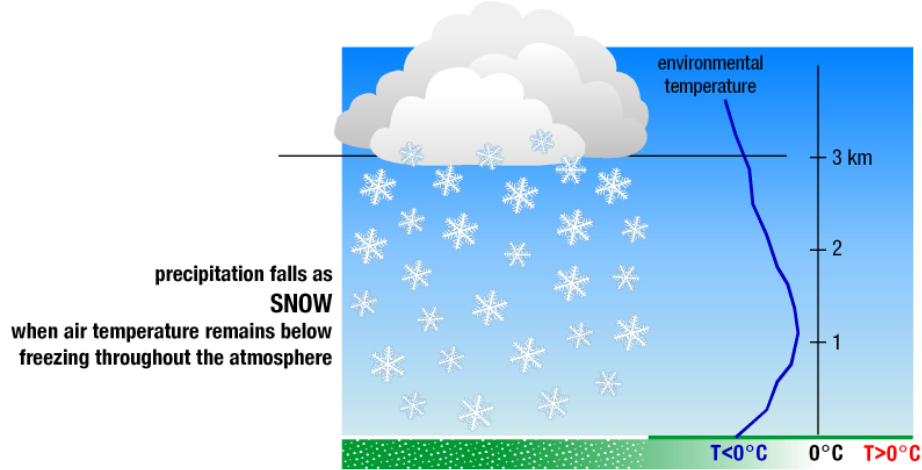 environmental
temperature
3 km
2
1
precipitation falls as
SNOW
when air temperature remains below
freezing throughout the atmosphere
T<0°C 0°C T>0°C